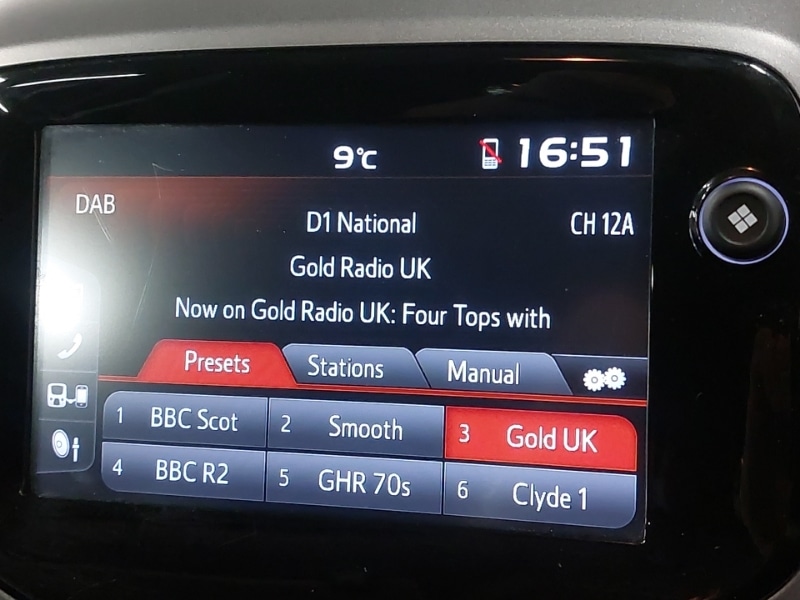 9°C 16:51
DAB
D1 National CH 12A
Gold Radio UK
Now on Gold Radio UK: Four Tops with
Presets Stations Manual
1 BBC Scot 2 Smooth 3 Gold UK
4 BBC R2 5 GHR 70s 6 Clyde 1